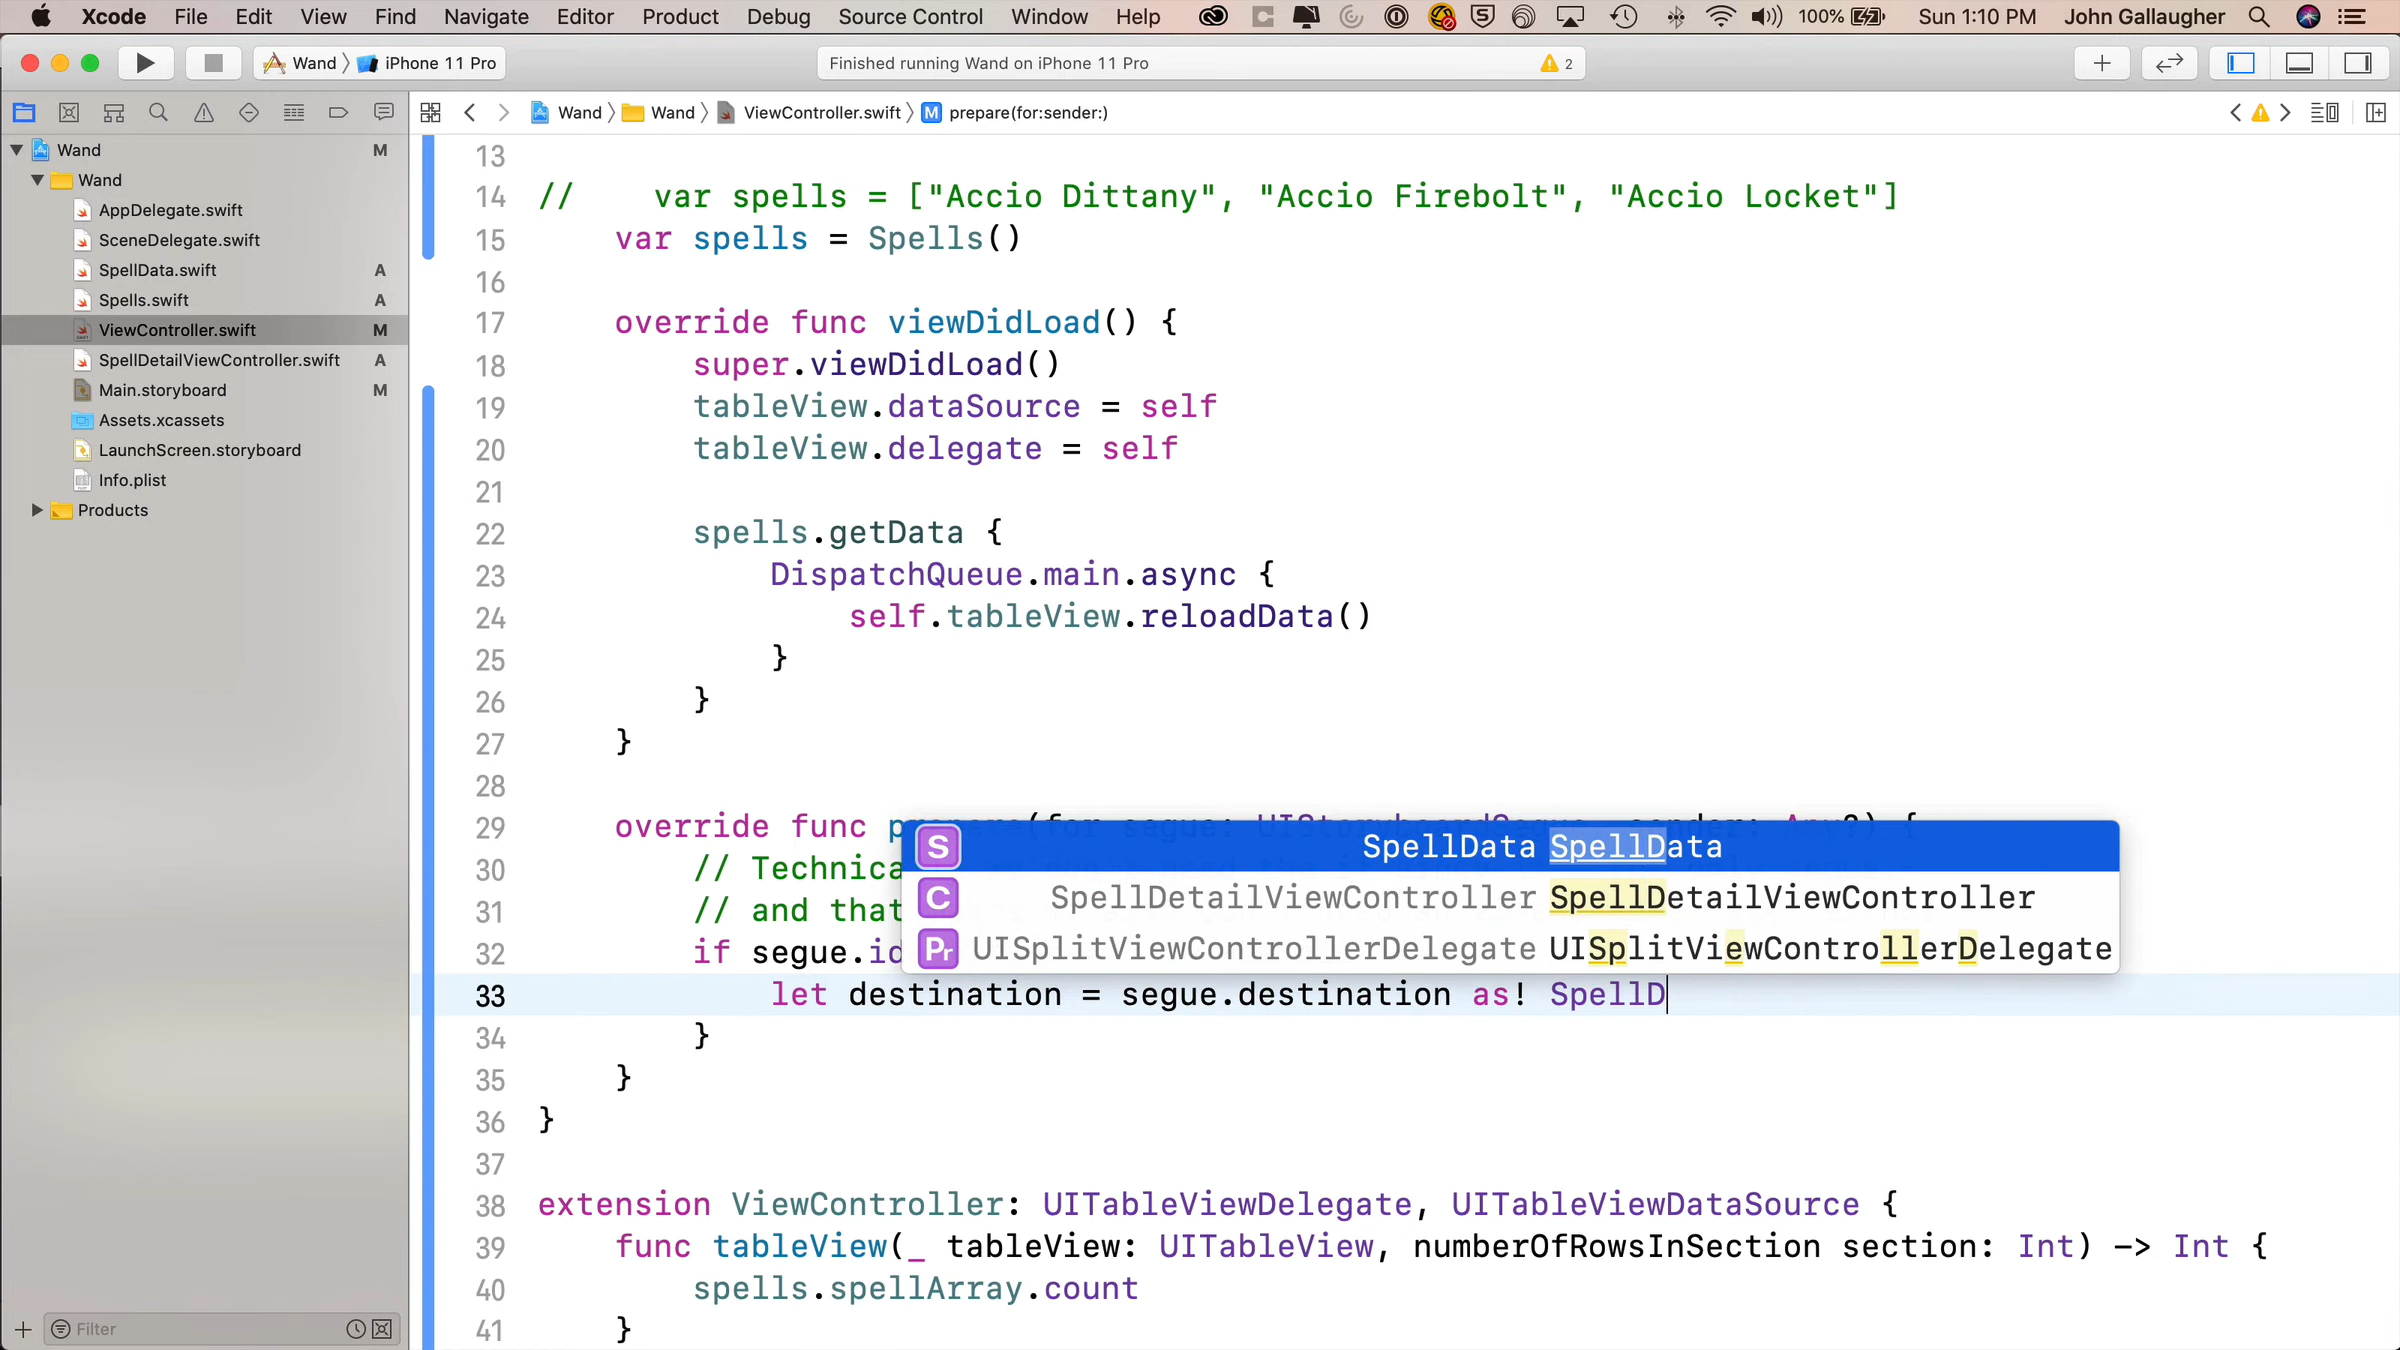 Xcode File Edit View Find Navigate Editor Product Debug Source Control Window Help 100% Sun 1:10 PM John Gallaugher
Wand iPhone 11 Pro Finished running Wand on iPhone 11 Pro 2
Wand Wand ViewController.swift M prepare(for:sender:)
Wand M
Wand
AppDelegate.swift
SceneDelegate.swift
SpellData.swift A
Spells.swift A
ViewController.swift M
SpellDetailViewController.swift A
Main.storyboard M
Assets.xcassets
LaunchScreen.storyboard
Info.plist
Products
Filter
13
14 // var spells = ["Accio Dittany", "Accio Firebolt", "Accio Locket"]
15 var spells = Spells()
16
17 override func viewDidLoad() {
18 super.viewDidLoad()
19 tableView.dataSource = self
20 tableView.delegate = self
21
22 spells.getData {
23 DispatchQueue.main.async {
24 self.tableView.reloadData()
25 }
26 }
27 }
28
29 override func prepare(for segue: UIStoryboardSegue, sender: Any?) {
S SpellData SpellData
30 // Technica
C SpellDetailViewController SpellDetailViewController
31 // and that
Pr UISplitViewControllerDelegate UISplitViewControllerDelegate
32 if segue.id
33 let destination = segue.destination as! SpellD
34 }
35 }
36 }
37
38 extension ViewController: UITableViewDelegate, UITableViewDataSource {
39 func tableView(_ tableView: UITableView, numberOfRowsInSection section: Int) -> Int {
40 spells.spellArray.count
41 }